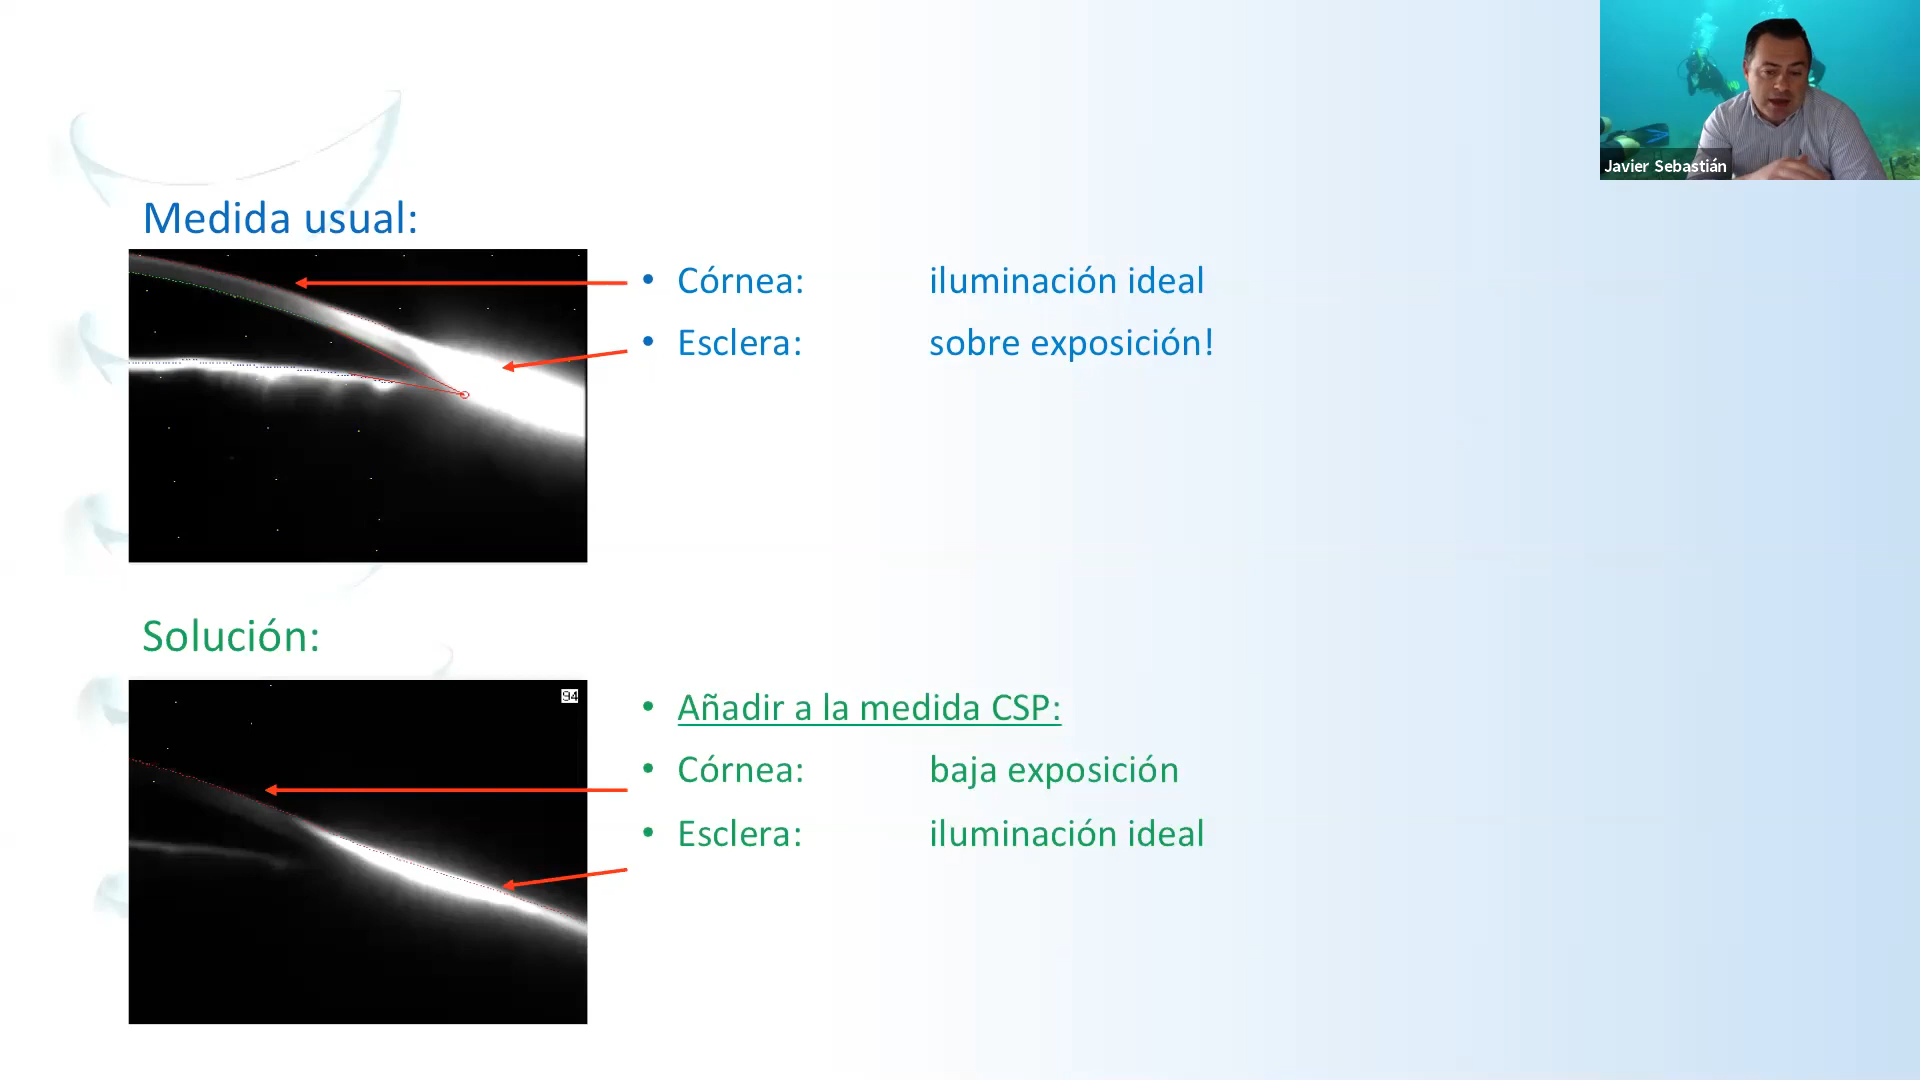 Javier Sebastián
Medida usual:
• Córnea: iluminación ideal
• Esclera: sobre exposición!
Solución:
94
• Añadir a la medida CSP:
• Córnea: baja exposición
• Esclera: iluminación ideal